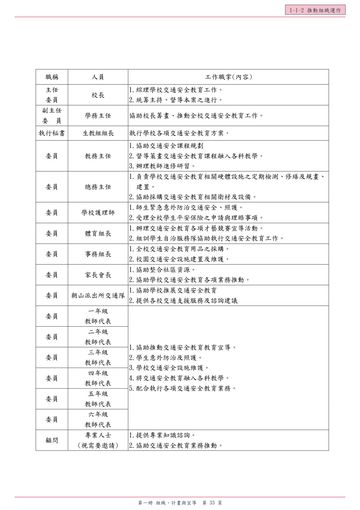 1-1-2 推動組織運作
職稱 人員 工作職掌(內容)
主任
委員
校長
1.綜理學校交通安全教育工作。
2.統籌主持、督導本案之進行。
副主任
委 員
學務主任
協助校長籌畫、推動全校交通安全教育工作。
執行秘書 生教組組長 執行學校各項交通安全教育方案。
委員 教務主任
1.協助交通安全課程規劃
2.督導策畫交通安全教育課程融入各科教學。
3.辦理教師進修研習。
委員 總務主任
1.負責學校交通安全教育相關硬體設施之定期檢測、修繕及規畫、
建置。
2.協助採購交通安全教育相關教材及設備。
委員 學校護理師
1.師生緊急意外防治交通安全、照護。
2.受理全校學生平安保險之申請與理賠事項。
委員 體育組長
1.辦理交通安全教育各項才藝競賽宣導活動。
2.組訓學生自治服務隊協助執行交通安全教育工作。
委員 事務組長
1.全校交通安全教育用品之採購。
2.校園交通安全設施建置及維護。
委員 家長會長
1.協助整合社區資源。
2.協助學校交通安全教育各項業務推動。
委員 朝山派出所交通隊
1.協助學校推展交通安全教育
2.提供各校交通支援服務及諮詢建議
委員
一年級
教師代表
委員
二年級
教師代表
委員
三年級
教師代表
委員
四年級
教師代表
委員
五年級
教師代表
委員
六年級
教師代表
1.協助推動交通安全教育教育宣導。
2.學生意外防治及照護。
3.學校交通安全設施維護。
4.將交通安全教育融入各科教學。
5.配合執行各項交通安全教育業務。
顧問
專業人士
(視需要邀請)
1.提供專業知識諮詢。
2.協助交通安全教育業務推動。
第一時 組織、計畫與宣導 第 35 頁